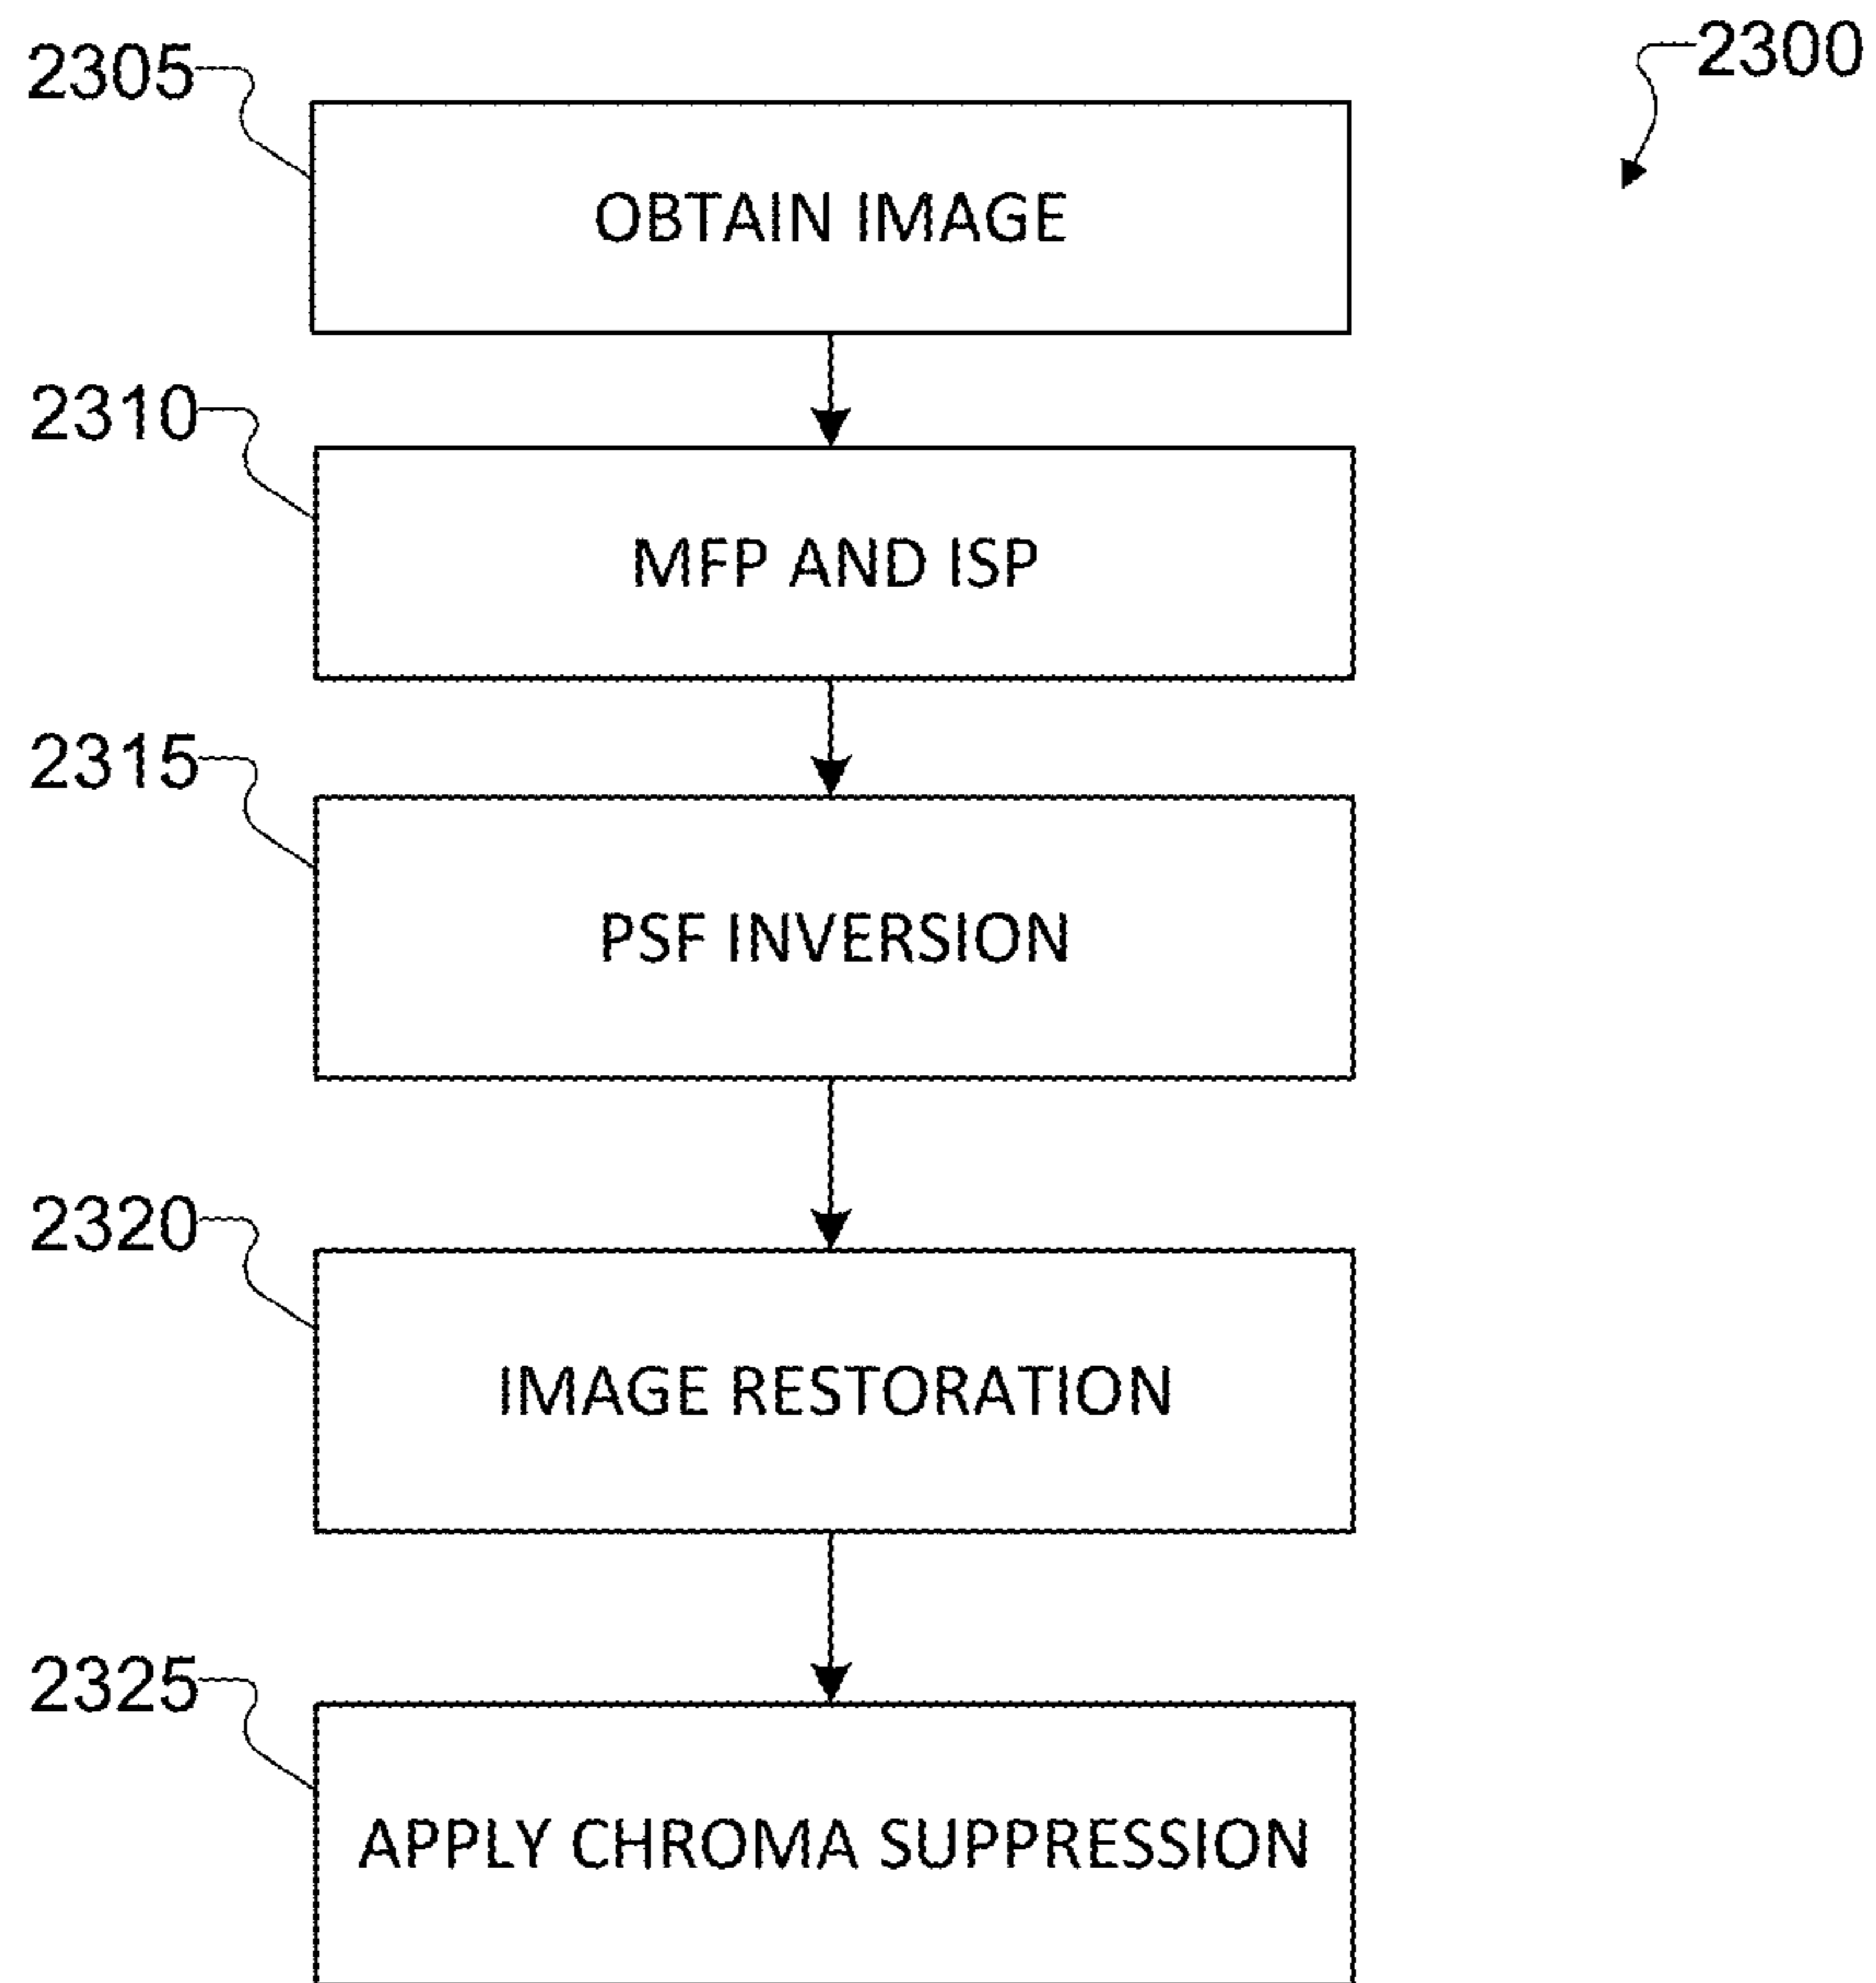 2300
2305
OBTAIN IMAGE
2310
MFP AND ISP
2315
PSF INVERSION
2320
IMAGE RESTORATION
2325
APPLY CHROMA SUPPRESSION